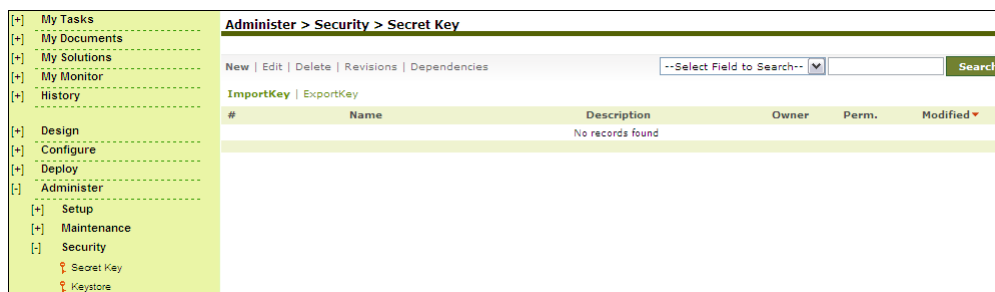 [+] My Tasks
[+] My Documents
[+] My Solutions
[+] My Monitor
[+] History
[+] Design
[+] Configure
[+] Deploy
[-] Administer
[+] Setup
[+] Maintenance
[-] Security
Secret Key
Keystore
Administer > Security > Secret Key
New | Edit | Delete | Revisions | Dependencies --Select Field to Search-- Search
ImportKey | ExportKey
# Name Description Owner Perm. Modified
No records found